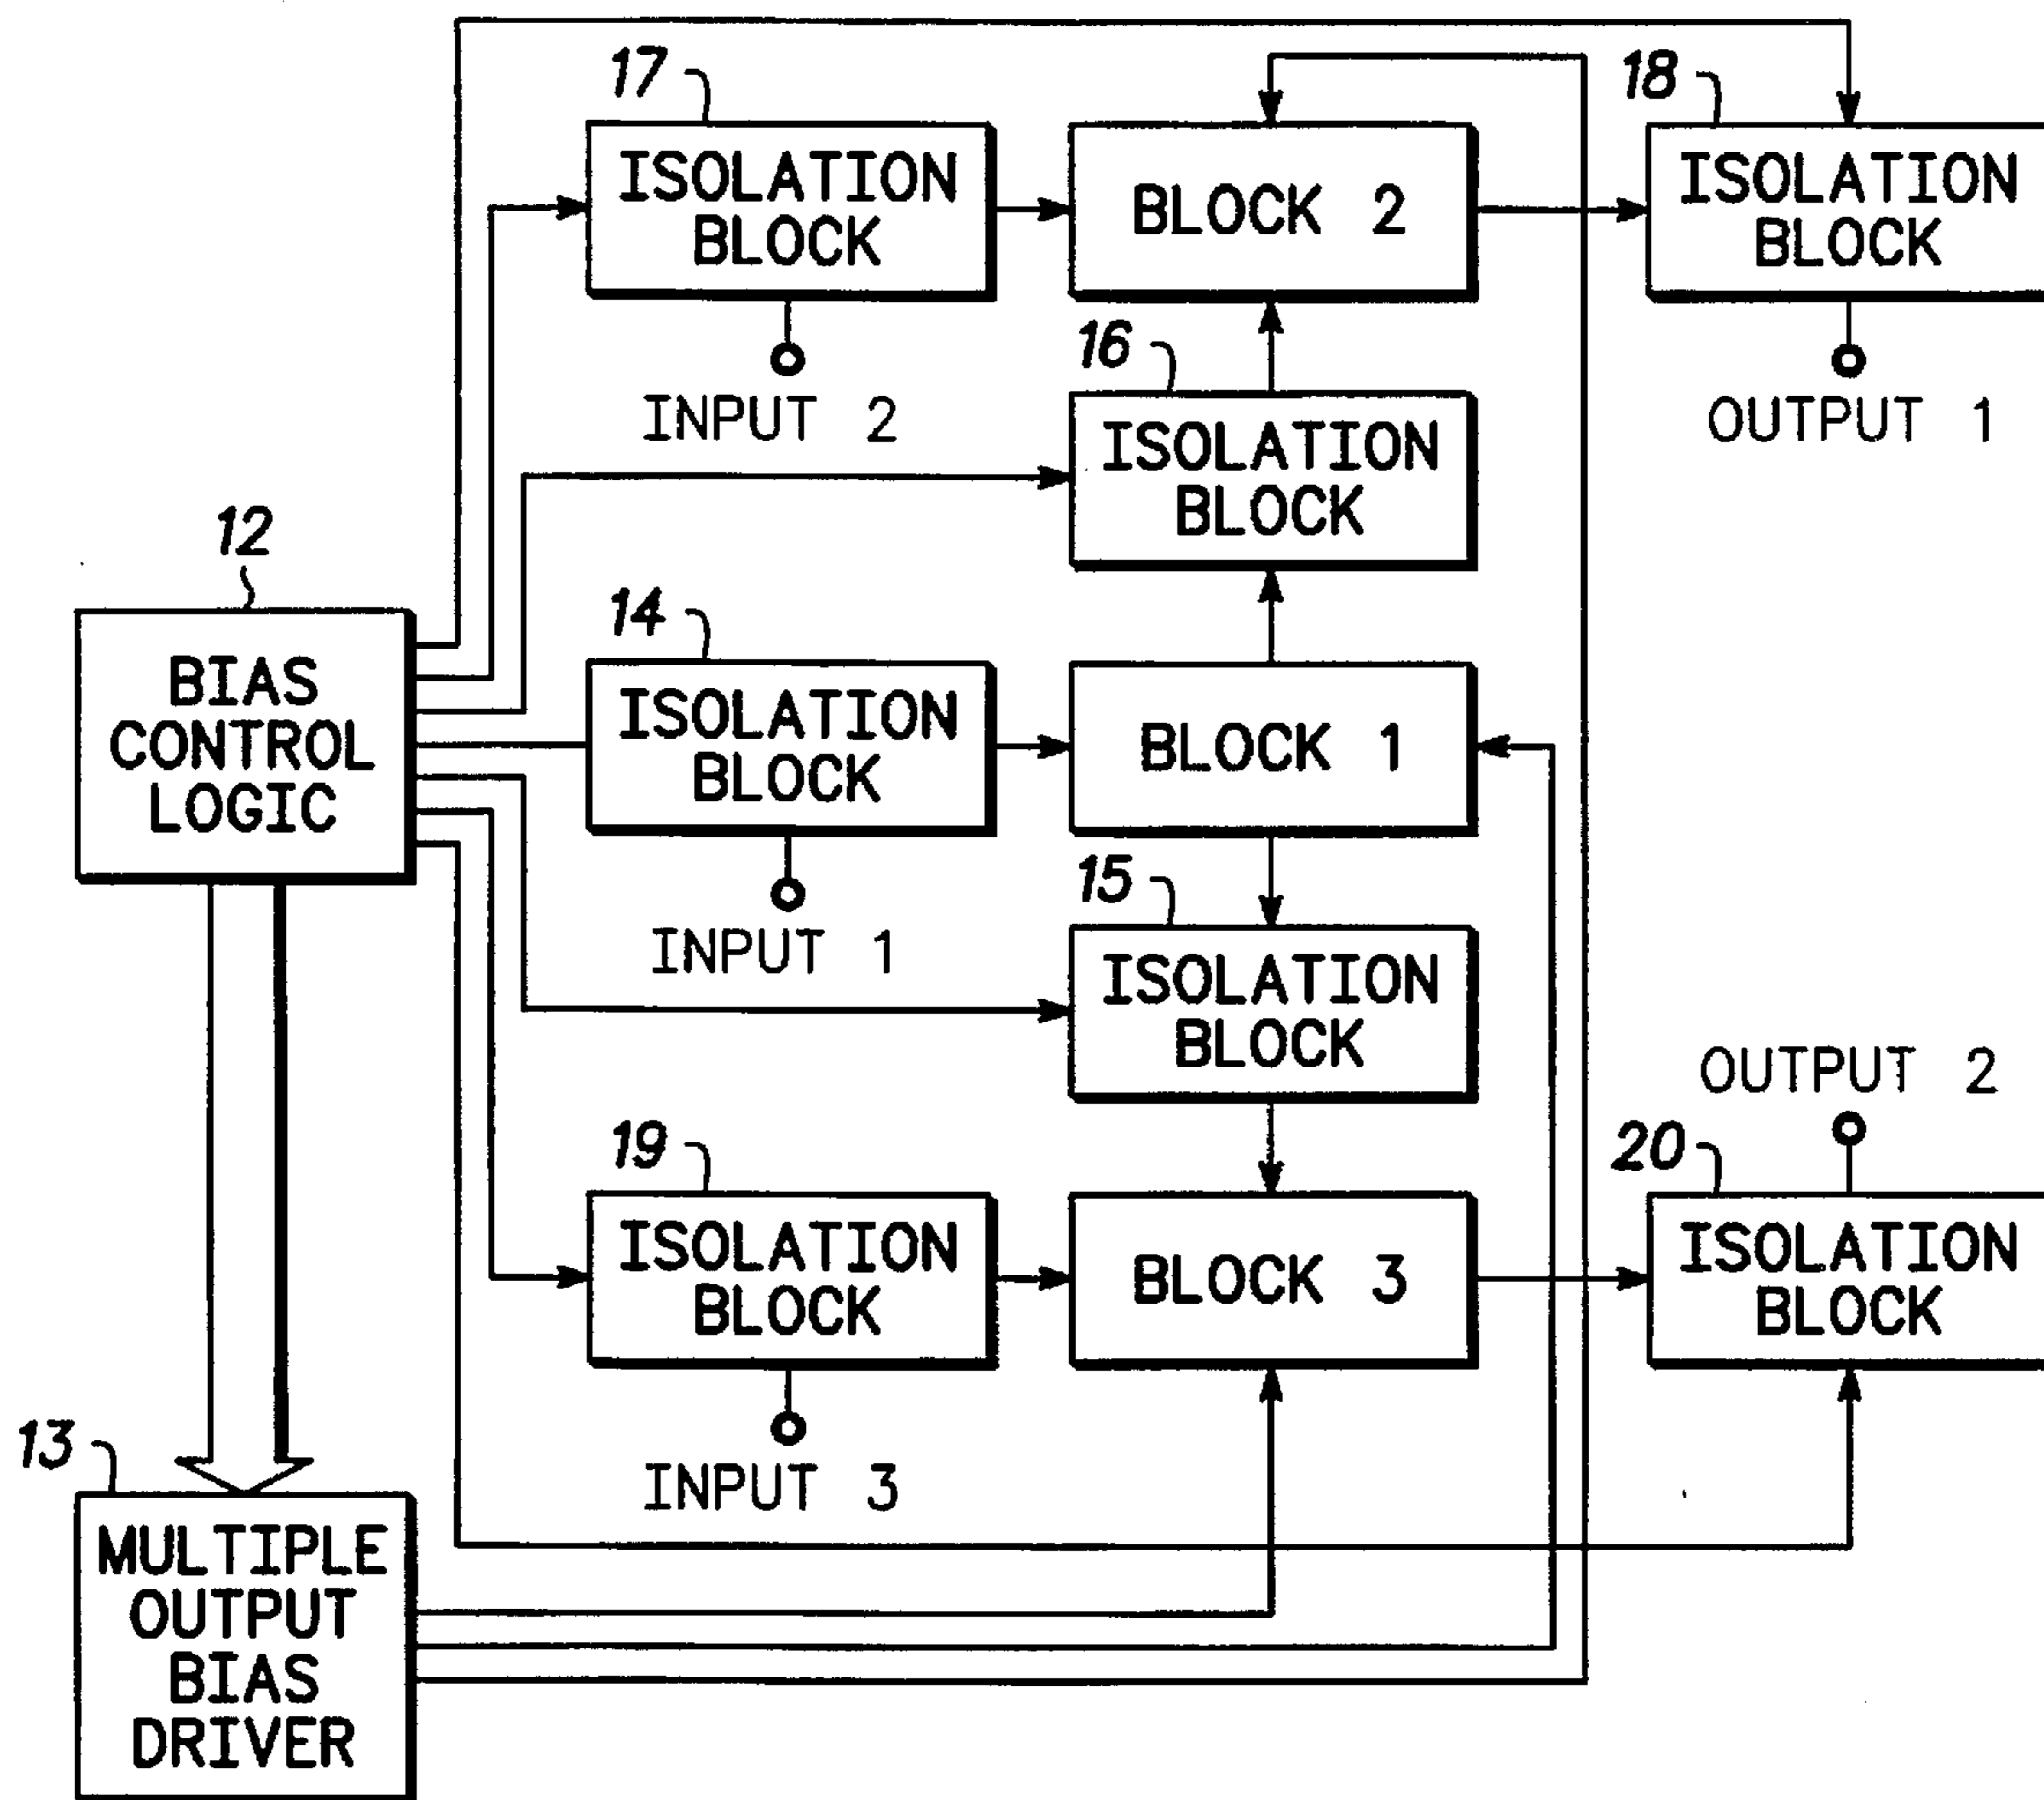 17
18
ISOLATION
BLOCK
BLOCK 2
ISOLATION
BLOCK
INPUT 2
16
OUTPUT 1
ISOLATION
BLOCK
12
BIAS
CONTROL
LOGIC
14
ISOLATION
BLOCK
BLOCK 1
INPUT 1
15
ISOLATION
BLOCK
OUTPUT 2
19
20
ISOLATION
BLOCK
BLOCK 3
ISOLATION
BLOCK
INPUT 3
13
MULTIPLE
OUTPUT
BIAS
DRIVER